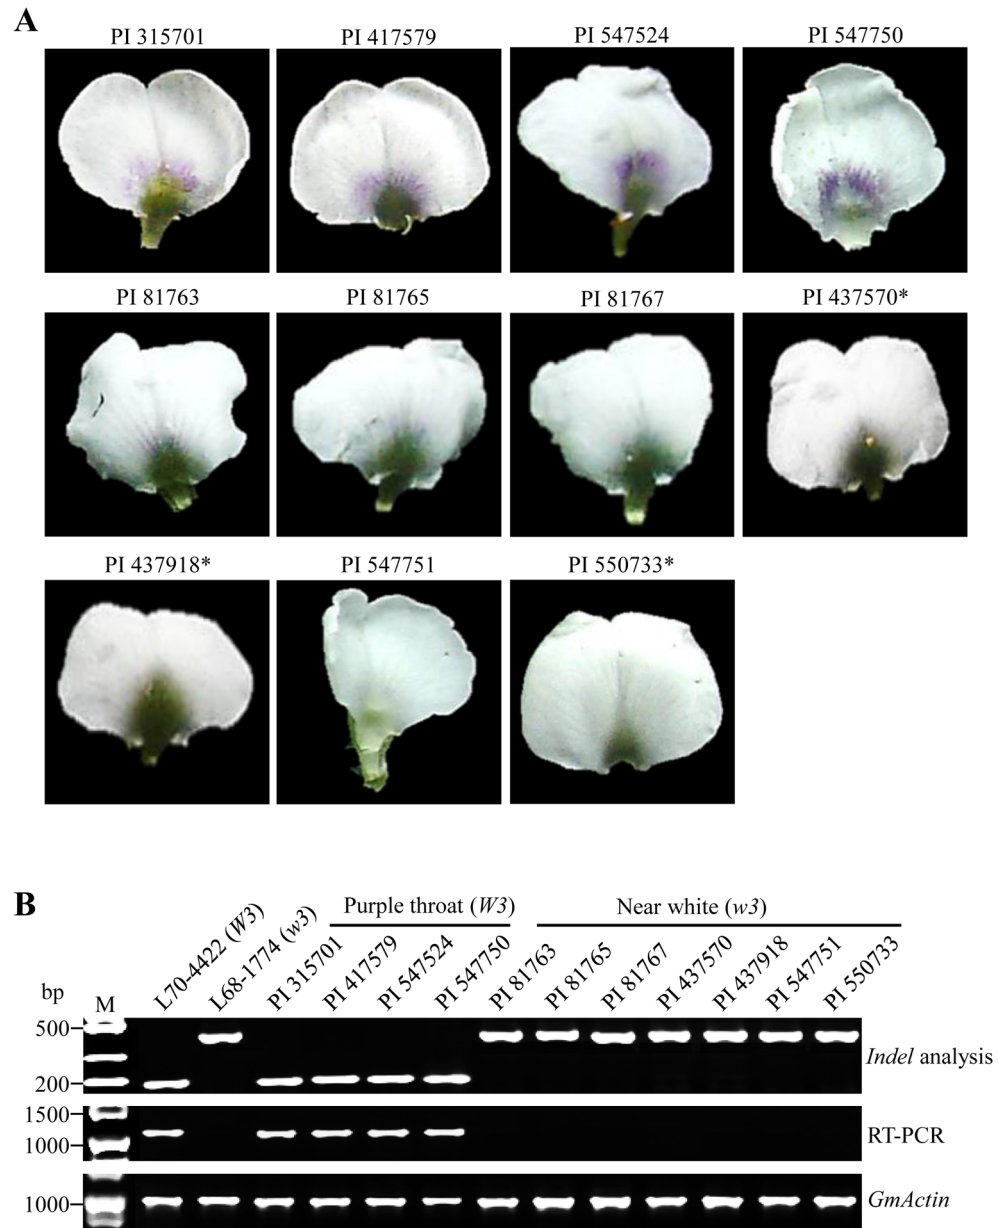 A
PI 315701 PI 417579 PI 547524 PI 547750
PI 81763 PI 81765 PI 81767 PI 437570*
PI 437918* PI 547751 PI 550733*
B
Purple throat (W3) Near white (w3)
L70-4422 (W3) L68-1774 (w3) PI 315701 PI 417579 PI 547524 PI 547750 PI 81763 PI 81765 PI 81767 PI 437570 PI 437918 PI 547751 PI 550733
bp M
500
Indel analysis
200
1500
RT-PCR
1000
1000 GmActin